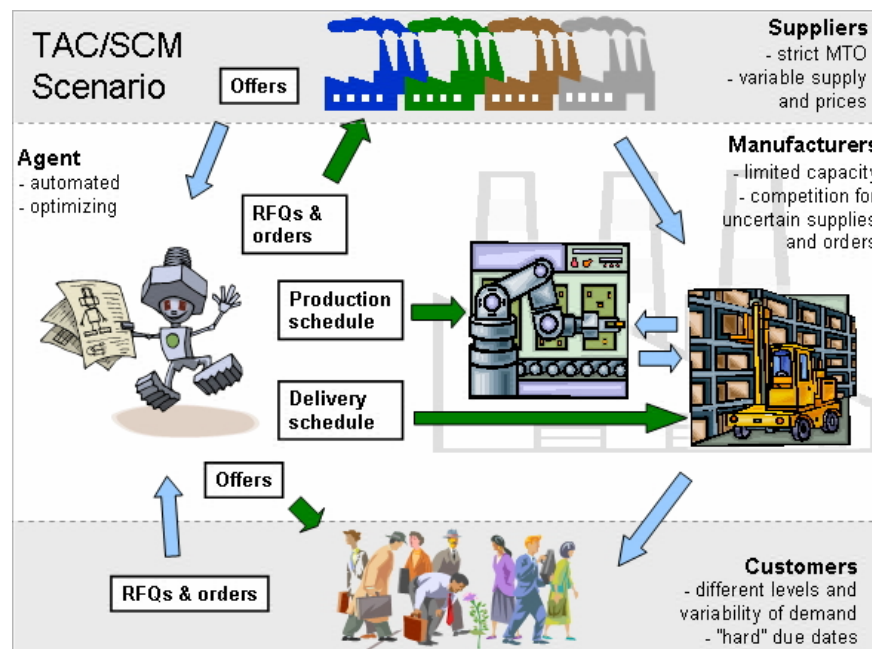 TAC/SCM
Scenario
Offers
Suppliers
- strict MTO
- variable supply
and prices
Agent
- automated
- optimizing
RFQs &
orders
Manufacturers
- limited capacity
- competition for
uncertain supplies
and orders
Production
schedule
Delivery
schedule
Offers
RFQs & orders
Customers
- different levels and
variability of demand
- "hard" due dates